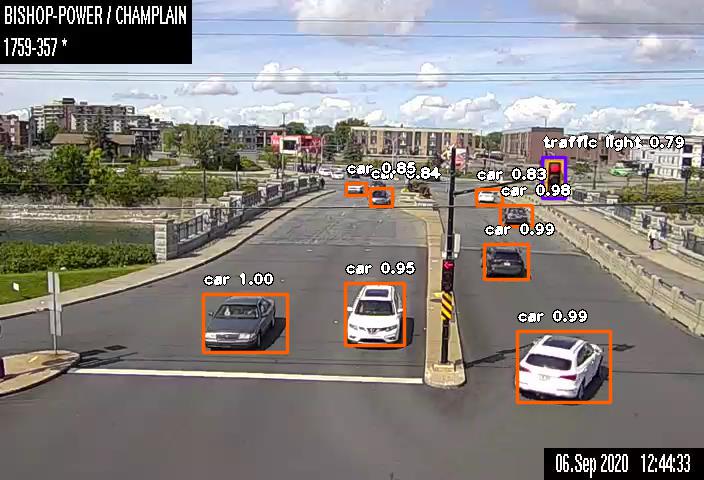 BISHOP-POWER / CHAMPLAIN
1759-357 *
traffic light 0.79
car 0.85
car 0.84
car 0.83
car 0.98
car 0.99
car 1.00
car 0.95
car 0.99
06.Sep 2020 12:44:33